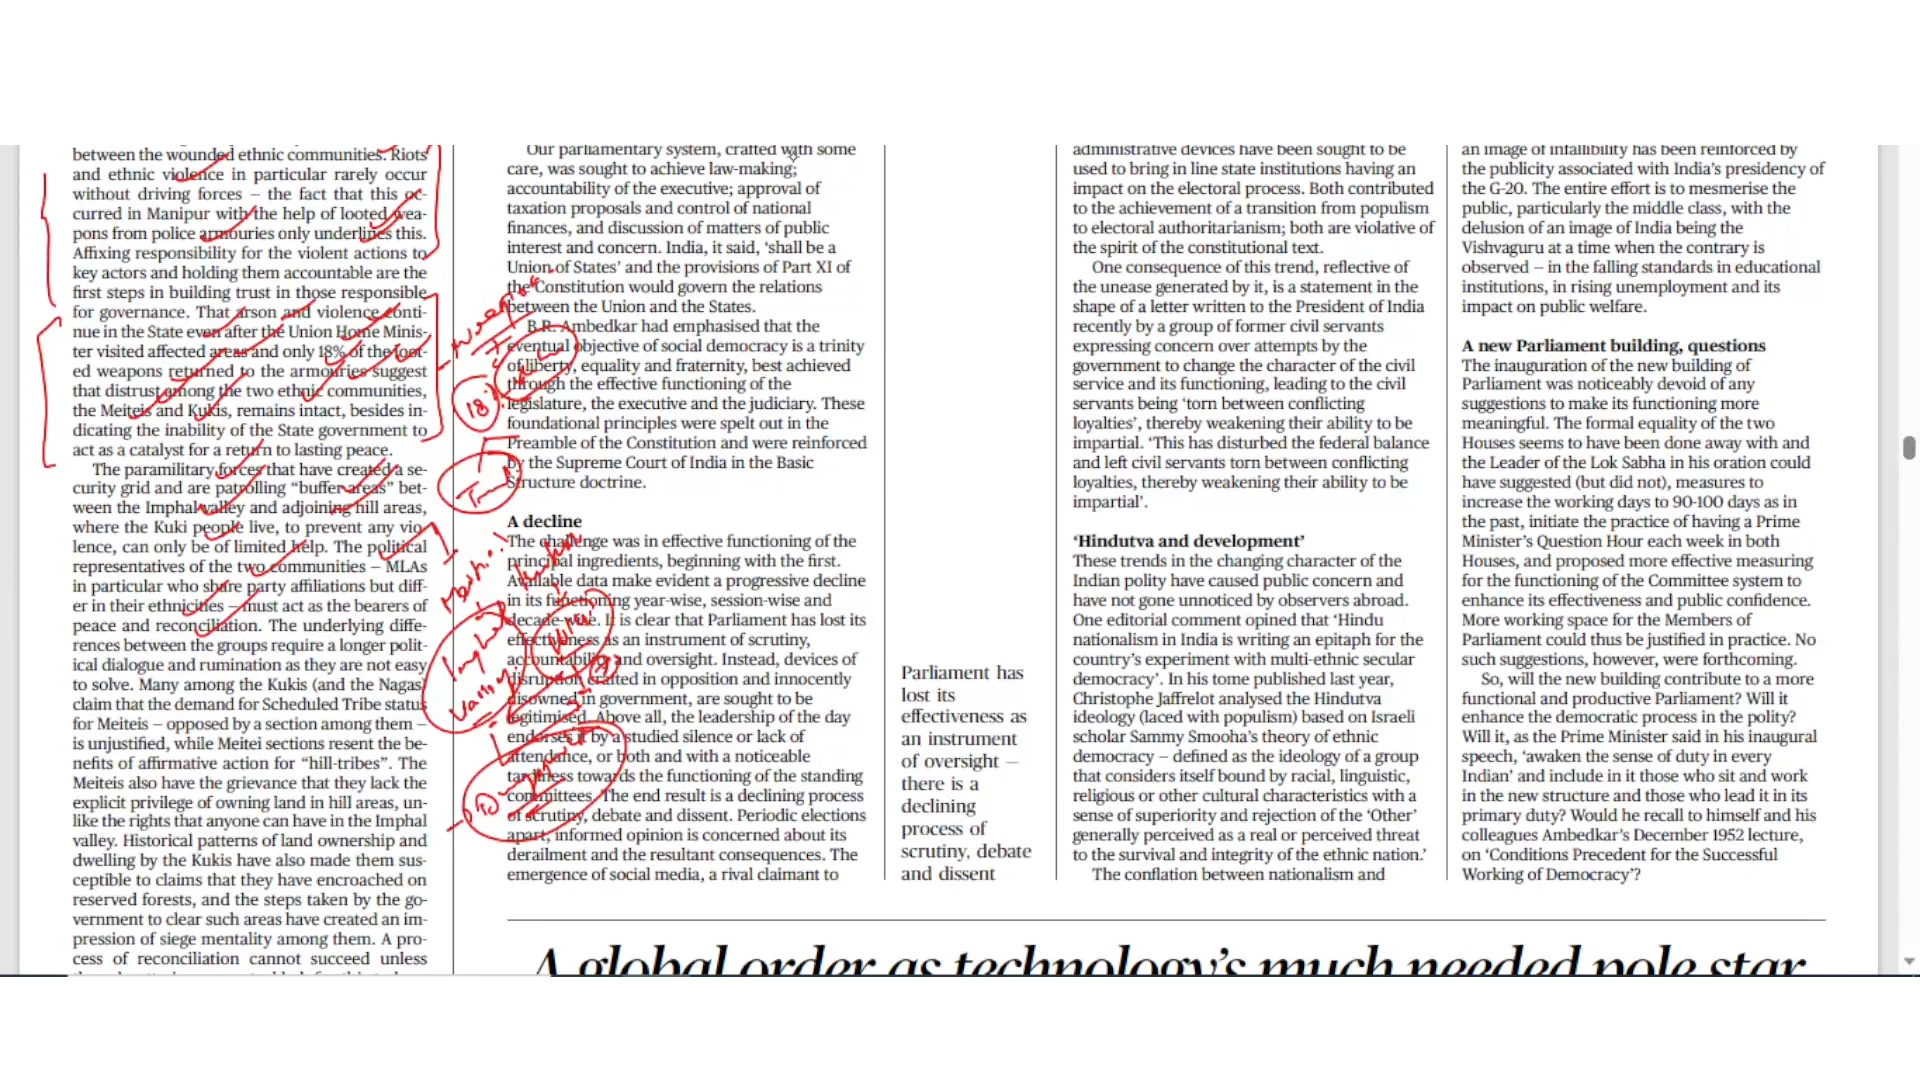 between the wounded ethnic communities. Riots
and ethnic violence in particular rarely occur
without driving forces – the fact that this oc-
curred in Manipur with the help of looted wea-
pons from police armouries only underlines this.
Affixing responsibility for the violent actions to
key actors and holding them accountable are the
first steps in building trust in those responsible
for governance. That arson and violence conti-
nue in the State even after the Union Home Minis-
ter visited affected areas and only 18% of the loot-
ed weapons returned to the armouries suggest
that distrust among the two ethnic communities,
the Meiteis and Kukis, remains intact, besides in-
dicating the inability of the State government to
act as a catalyst for a return to lasting peace.
The paramilitary forces that have created a se-
curity grid and are patrolling “buffer areas” bet-
ween the Imphal valley and adjoining hill areas,
where the Kuki people live, to prevent any vio-
lence, can only be of limited help. The political
representatives of the two communities – MLAs
in particular who share party affiliations but diff-
er in their ethnicities – must act as the bearers of
peace and reconciliation. The underlying diffe-
rences between the groups require a longer polit-
ical dialogue and rumination as they are not easy
to solve. Many among the Kukis (and the Nagas)
claim that the demand for Scheduled Tribe status
for Meiteis – opposed by a section among them –
is unjustified, while Meitei sections resent the be-
nefits of affirmative action for “hill-tribes”. The
Meiteis also have the grievance that they lack the
explicit privilege of owning land in hill areas, un-
like the rights that anyone can have in the Imphal
valley. Historical patterns of land ownership and
dwelling by the Kukis have also made them sus-
ceptible to claims that they have encroached on
reserved forests, and the steps taken by the go-
vernment to clear such areas have created an im-
pression of siege mentality among them. A pro-
cess of reconciliation cannot succeed unless
18%
Imphal
Valley
Our parliamentary system, crafted with some
care, was sought to achieve law-making;
accountability of the executive; approval of
taxation proposals and control of national
finances, and discussion of matters of public
interest and concern. India, it said, ‘shall be a
Union of States’ and the provisions of Part XI of
the Constitution would govern the relations
between the Union and the States.
B.R. Ambedkar had emphasised that the
eventual objective of social democracy is a trinity
of liberty, equality and fraternity, best achieved
through the effective functioning of the
legislature, the executive and the judiciary. These
foundational principles were spelt out in the
Preamble of the Constitution and were reinforced
by the Supreme Court of India in the Basic
Structure doctrine.
A decline
The challenge was in effective functioning of the
principal ingredients, beginning with the first.
Available data make evident a progressive decline
in its functioning year-wise, session-wise and
decade-wise. It is clear that Parliament has lost its
effectiveness as an instrument of scrutiny,
accountability and oversight. Instead, devices of
disruption, crafted in opposition and innocently
disowned in government, are sought to be
legitimised. Above all, the leadership of the day
endorses it by a studied silence or lack of
attendance, or both and with a noticeable
tardiness towards the functioning of the standing
committees. The end result is a declining process
of scrutiny, debate and dissent. Periodic elections
apart, informed opinion is concerned about its
derailment and the resultant consequences. The
emergence of social media, a rival claimant to
Parliament has
lost its
effectiveness as
an instrument
of oversight –
there is a
declining
process of
scrutiny, debate
and dissent
administrative devices have been sought to be
used to bring in line state institutions having an
impact on the electoral process. Both contributed
to the achievement of a transition from populism
to electoral authoritarianism; both are violative of
the spirit of the constitutional text.
One consequence of this trend, reflective of
the unease generated by it, is a statement in the
shape of a letter written to the President of India
recently by a group of former civil servants
expressing concern over attempts by the
government to change the character of the civil
service and its functioning, leading to the civil
servants being ‘torn between conflicting
loyalties’, thereby weakening their ability to be
impartial. ‘This has disturbed the federal balance
and left civil servants torn between conflicting
loyalties, thereby weakening their ability to be
impartial’.
‘Hindutva and development’
These trends in the changing character of the
Indian polity have caused public concern and
have not gone unnoticed by observers abroad.
One editorial comment opined that ‘Hindu
nationalism in India is writing an epitaph for the
country’s experiment with multi-ethnic secular
democracy’. In his tome published last year,
Christophe Jaffrelot analysed the Hindutva
ideology (laced with populism) based on Israeli
scholar Sammy Smooha’s theory of ethnic
democracy – defined as the ideology of a group
that considers itself bound by racial, linguistic,
religious or other cultural characteristics with a
sense of superiority and rejection of the ‘Other’
generally perceived as a real or perceived threat
to the survival and integrity of the ethnic nation.’
The conflation between nationalism and
an image of infallibility has been reinforced by
the publicity associated with India’s presidency of
the G-20. The entire effort is to mesmerise the
public, particularly the middle class, with the
delusion of an image of India being the
Vishvaguru at a time when the contrary is
observed – in the falling standards in educational
institutions, in rising unemployment and its
impact on public welfare.
A new Parliament building, questions
The inauguration of the new building of
Parliament was noticeably devoid of any
suggestions to make its functioning more
meaningful. The formal equality of the two
Houses seems to have been done away with and
the Leader of the Lok Sabha in his oration could
have suggested (but did not), measures to
increase the working days to 90-100 days as in
the past, initiate the practice of having a Prime
Minister’s Question Hour each week in both
Houses, and proposed more effective measuring
for the functioning of the Committee system to
enhance its effectiveness and public confidence.
More working space for the Members of
Parliament could thus be justified in practice. No
such suggestions, however, were forthcoming.
So, will the new building contribute to a more
functional and productive Parliament? Will it
enhance the democratic process in the polity?
Will it, as the Prime Minister said in his inaugural
speech, ‘awaken the sense of duty in every
Indian’ and include in it those who sit and work
in the new structure and those who lead it in its
primary duty? Would he recall to himself and his
colleagues Ambedkar’s December 1952 lecture,
on ‘Conditions Precedent for the Successful
Working of Democracy’?
A global order as technology’s much needed pole star